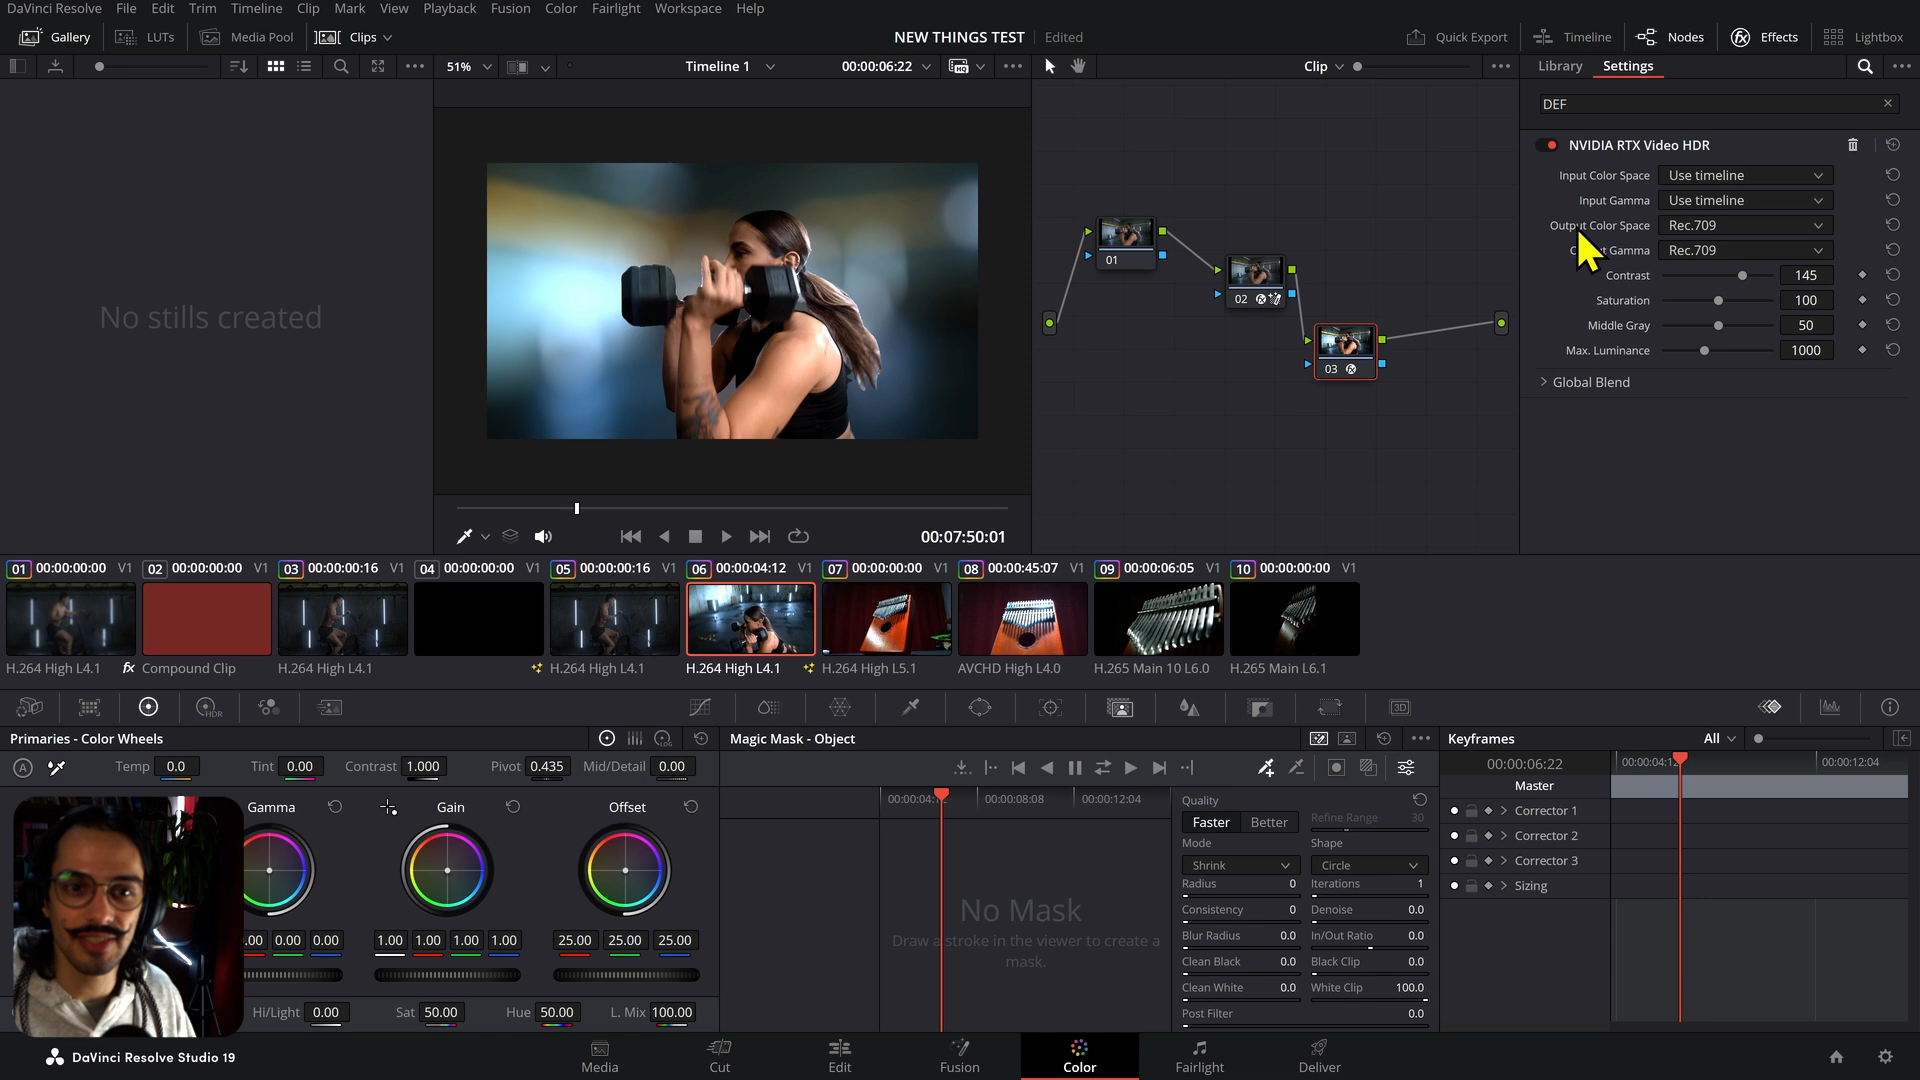 DaVinci Resolve File Edit Trim Timeline Clip Mark View Playback Fusion Color Fairlight Workspace Help
Gallery LUTs Media Pool Clips NEW THINGS TEST Edited Quick Export Timeline Nodes Effects Lightbox
51% Timeline 1 00:00:06:22 HQ Clip Library Settings
DEF
NVIDIA RTX Video HDR
Input Color Space Use timeline
Input Gamma Use timeline
Output Color Space Rec.709
Gamma Rec.709
Contrast 145
Saturation 100
Middle Gray 50
Max. Luminance 1000
Global Blend
No stills created
01
02
03
00:07:50:01
01 00:00:00:00 V1 02 00:00:00:00 V1 03 00:00:00:16 V1 04 00:00:00:00 V1 05 00:00:00:16 V1 06 00:00:04:12 V1 07 00:00:00:00 V1 08 00:00:45:07 V1 09 00:00:06:05 V1 10 00:00:00:00 V1
H.264 High L4.1 fx Compound Clip H.264 High L4.1 H.264 High L4.1 H.264 High L4.1 H.264 High L5.1 AVCHD High L4.0 H.265 Main 10 L6.0 H.265 Main L6.1
HDR 3D
Primaries - Color Wheels LOG Magic Mask - Object Keyframes All
A Temp 0.0 Tint 0.00 Contrast 1.000 Pivot 0.435 Mid/Detail 0.00
Gamma Gain Offset
.00 0.00 0.00 1.00 1.00 1.00 1.00 25.00 25.00 25.00
Hi/Light 0.00 Sat 50.00 Hue 50.00 L. Mix 100.00
00:00:04: 00:00:08:08 00:00:12:04
No Mask
Draw a stroke in the viewer to create a
mask.
Quality
Faster Better Refine Range 30
Mode Shape
Shrink Circle
Radius 0 Iterations 1
Consistency 0 Denoise 0.0
Blur Radius 0.0 In/Out Ratio 0.0
Clean Black 0.0 Black Clip 0.0
Clean White 0.0 White Clip 100.0
Post Filter 0.0
00:00:06:22 00:00:04:12 00:00:12:04
Master
Corrector 1
Corrector 2
Corrector 3
Sizing
DaVinci Resolve Studio 19 Media Cut Edit Fusion Color Fairlight Deliver